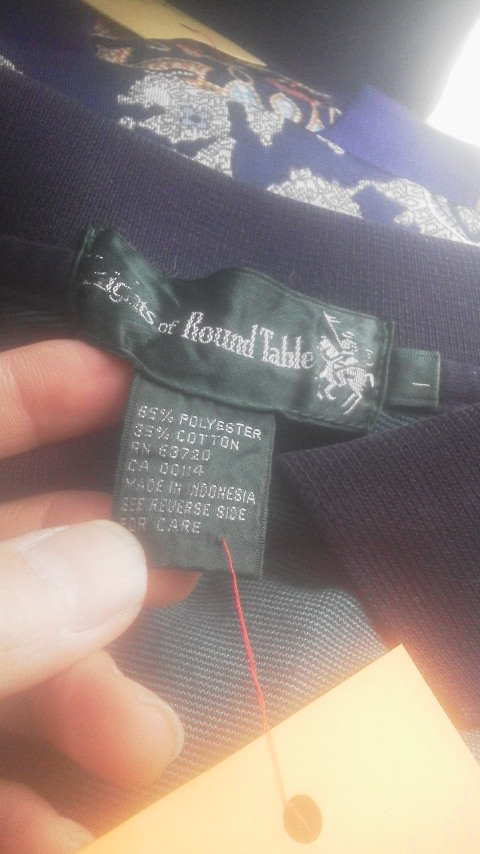 Knights of Round Table
L
65% POLYESTER
35% COTTON
RN 63720
CA 00114
MADE IN INDONESIA
SEE REVERSE SIDE
FOR CARE